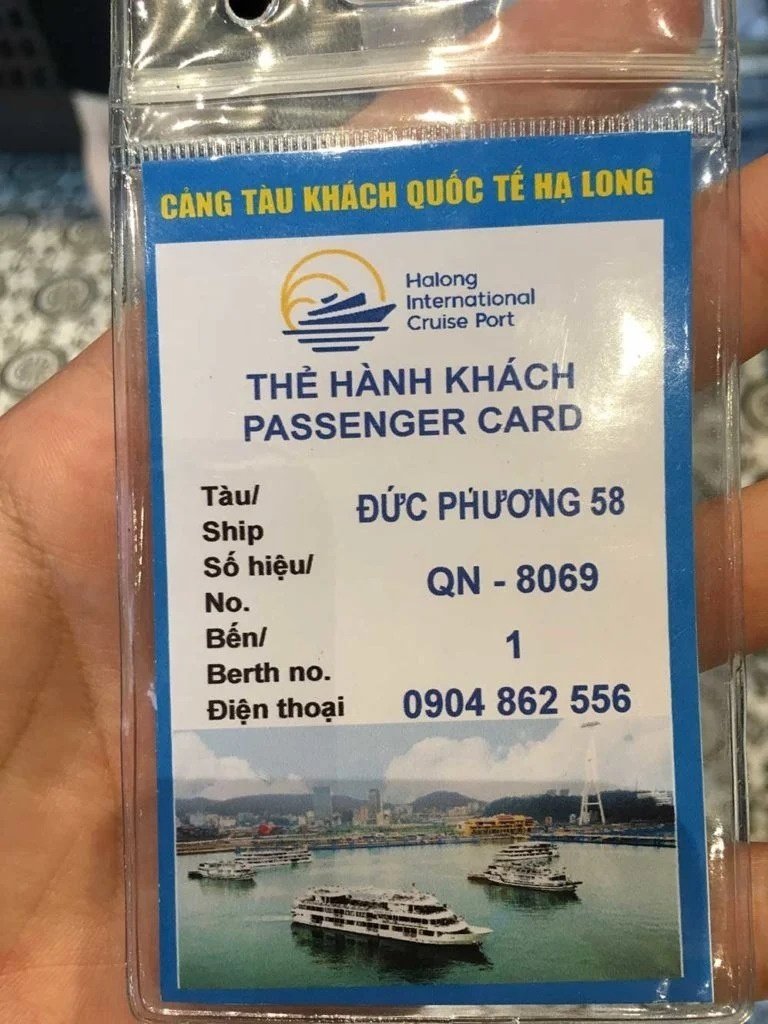 CẢNG TÀU KHÁCH QUỐC TẾ HẠ LONG
Halong
International
Cruise Port
THẺ HÀNH KHÁCH
PASSENGER CARD
Tàu/
Ship
ĐỨC PHƯƠNG 58
Số hiệu/
No.
QN - 8069
Bến/
Berth no.
1
Điện thoại
0904 862 556